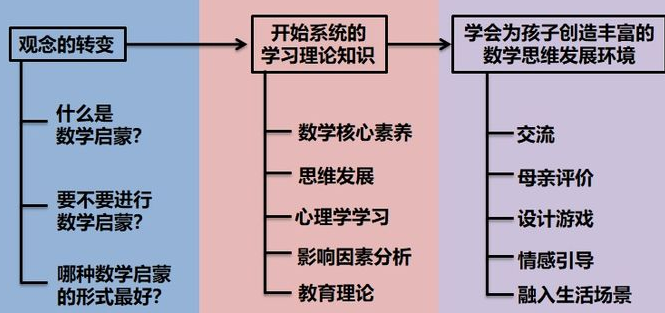 观念的转变
什么是
数学启蒙？
要不要进行
数学启蒙？
哪种数学启蒙
的形式最好？
开始系统的
学习理论知识
数学核心素养
思维发展
心理学学习
影响因素分析
教育理论
学会为孩子创造丰富的
数学思维发展环境
交流
母亲评价
设计游戏
情感引导
融入生活场景